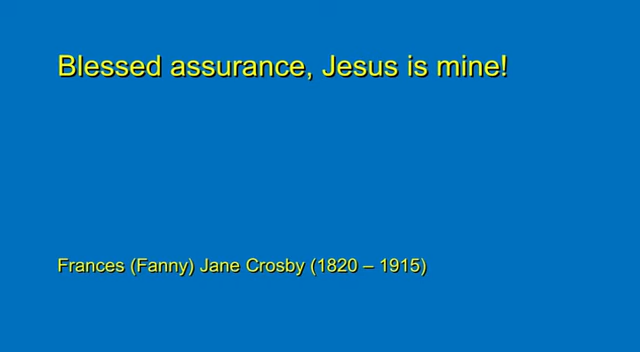 Blessed assurance, Jesus is mine!
Frances (Fanny) Jane Crosby (1820 – 1915)